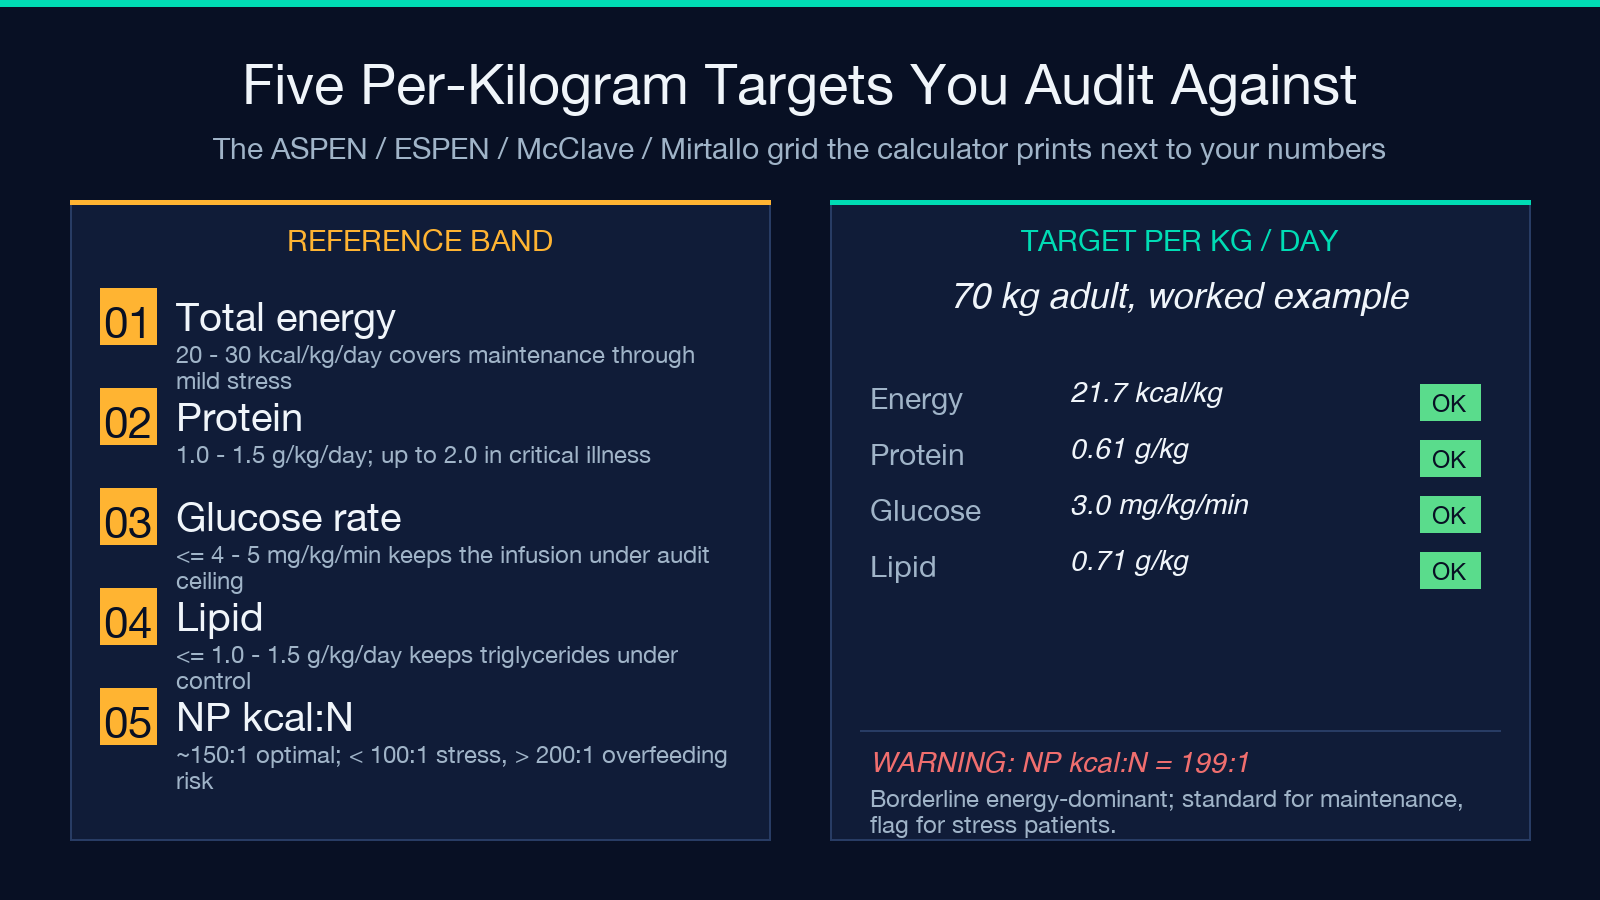 Five Per-Kilogram Targets You Audit Against
The ASPEN / ESPEN / McClave / Mirtallo grid the calculator prints next to your numbers
REFERENCE BAND
01
Total energy
20 - 30 kcal/kg/day covers maintenance through
mild stress
02
Protein
1.0 - 1.5 g/kg/day; up to 2.0 in critical illness
03
Glucose rate
<= 4 - 5 mg/kg/min keeps the infusion under audit
ceiling
04
Lipid
<= 1.0 - 1.5 g/kg/day keeps triglycerides under
control
05
NP kcal:N
~150:1 optimal; < 100:1 stress, > 200:1 overfeeding
risk
TARGET PER KG / DAY
70 kg adult, worked example
Energy 21.7 kcal/kg OK
Protein 0.61 g/kg OK
Glucose 3.0 mg/kg/min OK
Lipid 0.71 g/kg OK
WARNING: NP kcal:N = 199:1
Borderline energy-dominant; standard for maintenance,
flag for stress patients.